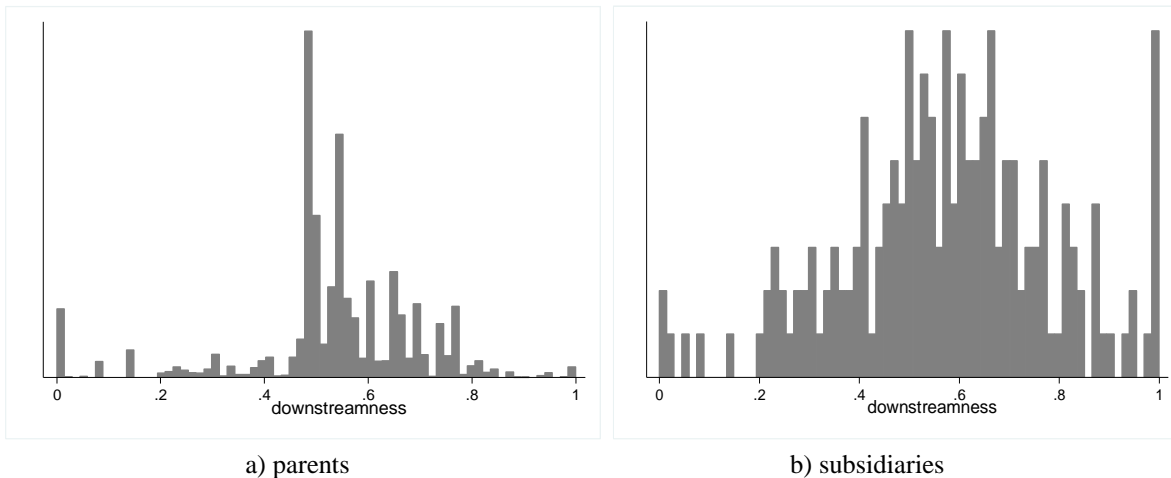 0 .2 .4 .6 .8 1
downstreamness
0 .2 .4 .6 .8 1
downstreamness
a) parents
b) subsidiaries